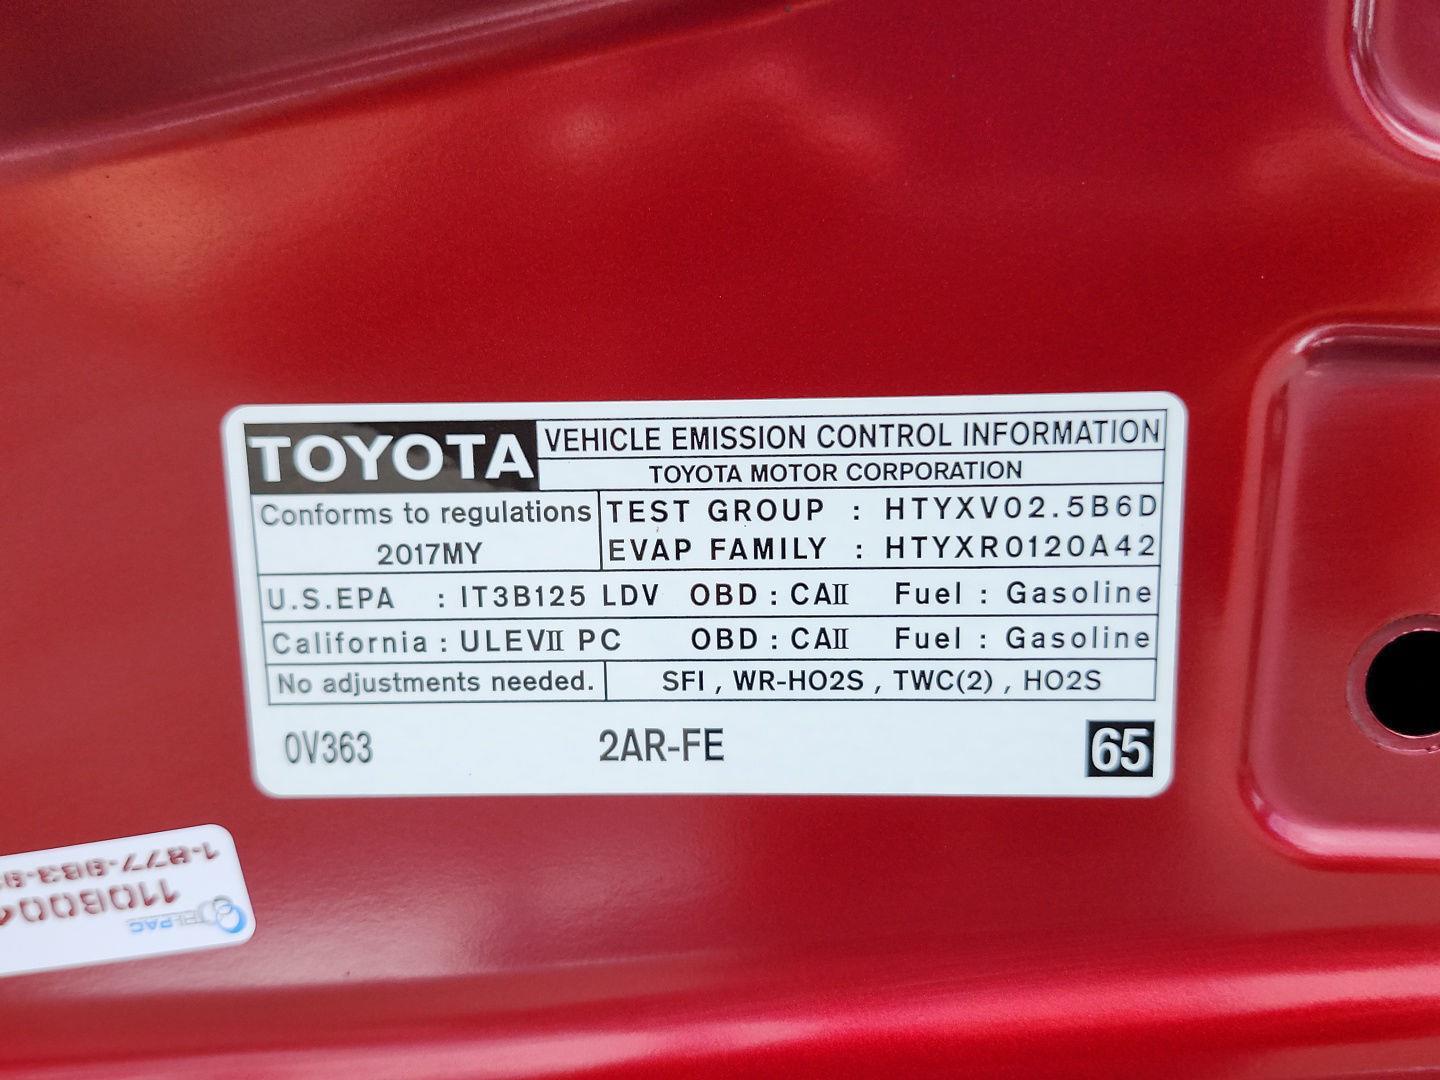 TOYOTA
VEHICLE EMISSION CONTROL INFORMATION
TOYOTA MOTOR CORPORATION
Conforms to regulations
2017MY
TEST GROUP : HTYXV02.5B6D
EVAP FAMILY : HTYXR0120A42
U.S.EPA : IT3B125 LDV OBD : CAII Fuel : Gasoline
California : ULEVII PC OBD : CAII Fuel : Gasoline
No adjustments needed.
SFI , WR-HO2S , TWC(2) , HO2S
0V363
2AR-FE
65
TRI-PAC